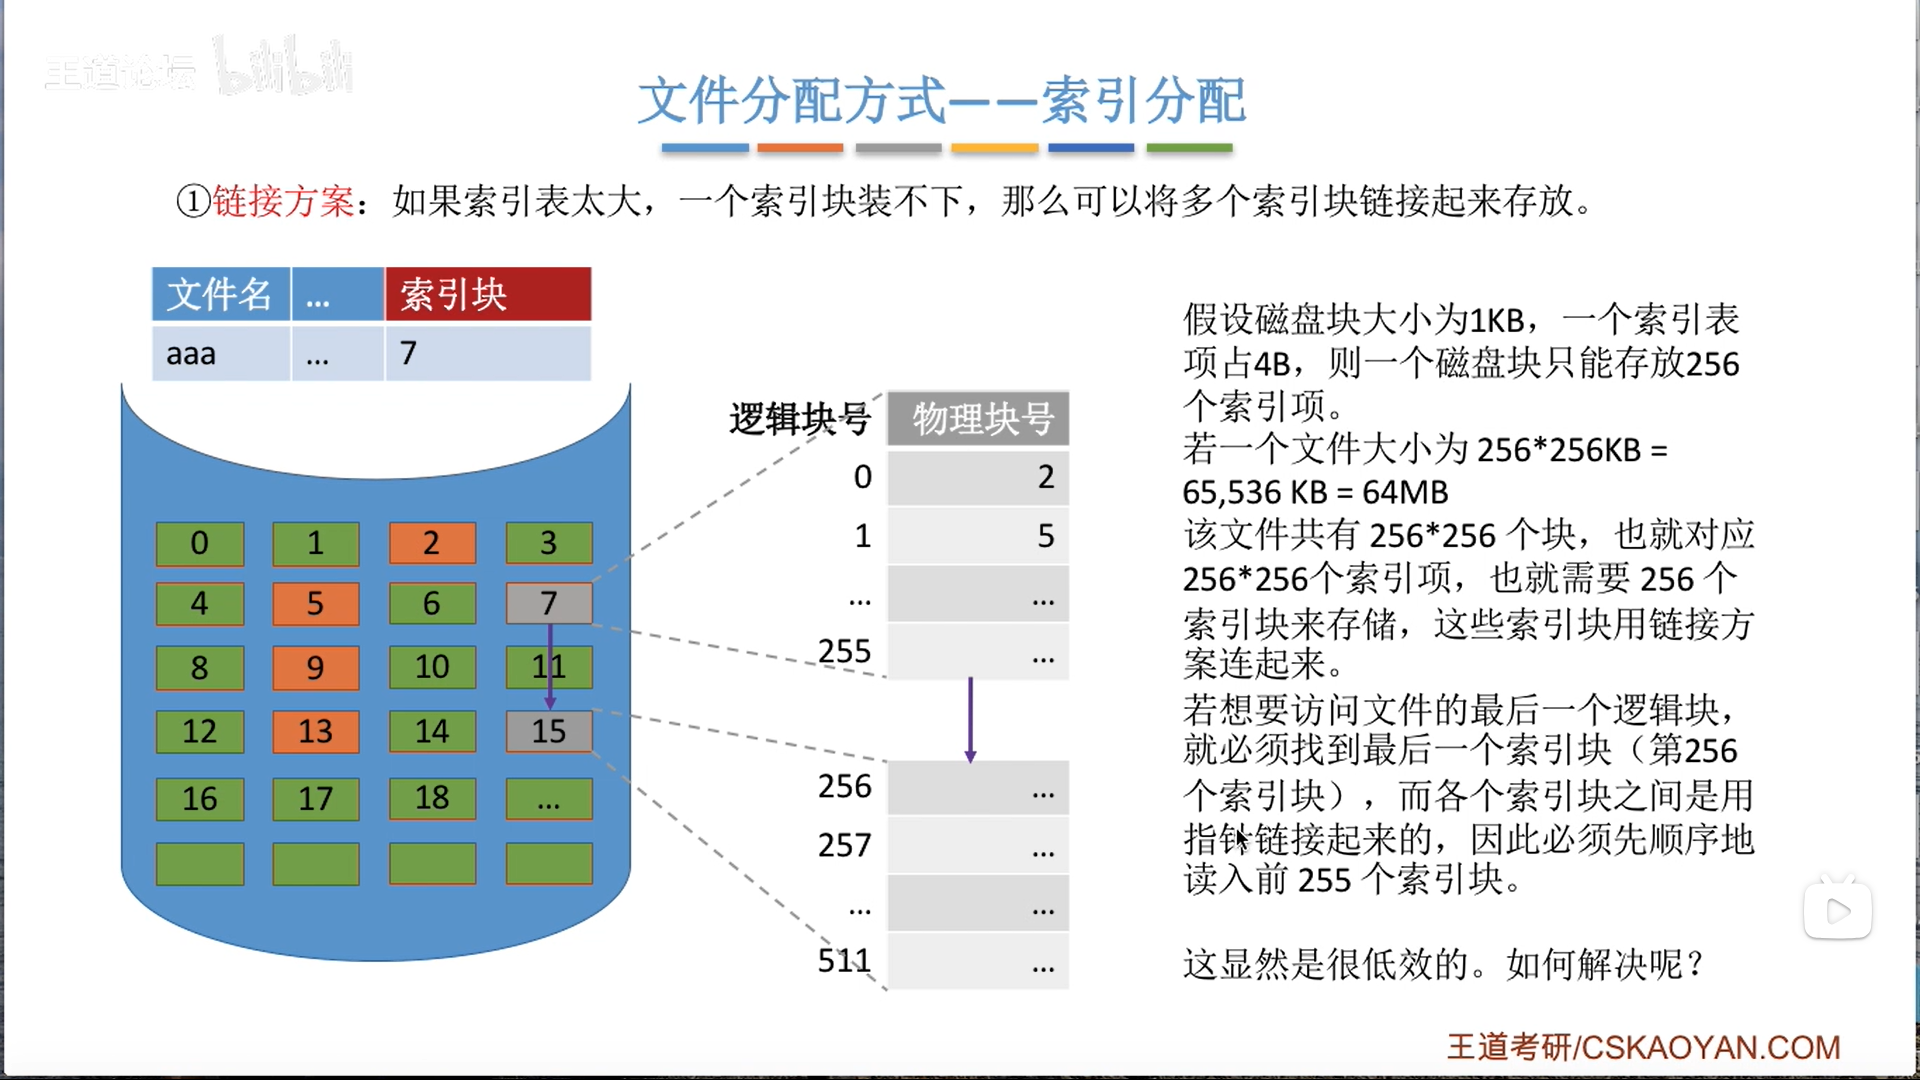 王道论坛 bilibili
文件分配方式——索引分配
①链接方案：如果索引表太大，一个索引块装不下，那么可以将多个索引块链接起来存放。
文件名 ... 索引块
aaa ... 7
0 1 2 3
4 5 6 7
8 9 10 11
12 13 14 15
16 17 18 ...
逻辑块号 物理块号
0 2
1 5
... ...
255 ...
256 ...
257 ...
... ...
511 ...
假设磁盘块大小为1KB，一个索引表
项占4B，则一个磁盘块只能存放256
个索引项。
若一个文件大小为 256*256KB =
65,536 KB = 64MB
该文件共有 256*256 个块，也就对应
256*256个索引项，也就需要 256 个
索引块来存储，这些索引块用链接方
案连起来。
若想要访问文件的最后一个逻辑块，
就必须找到最后一个索引块（第256
个索引块），而各个索引块之间是用
指针链接起来的，因此必须先顺序地
读入前 255 个索引块。
这显然是很低效的。如何解决呢？
王道考研/CSKAOYAN.COM